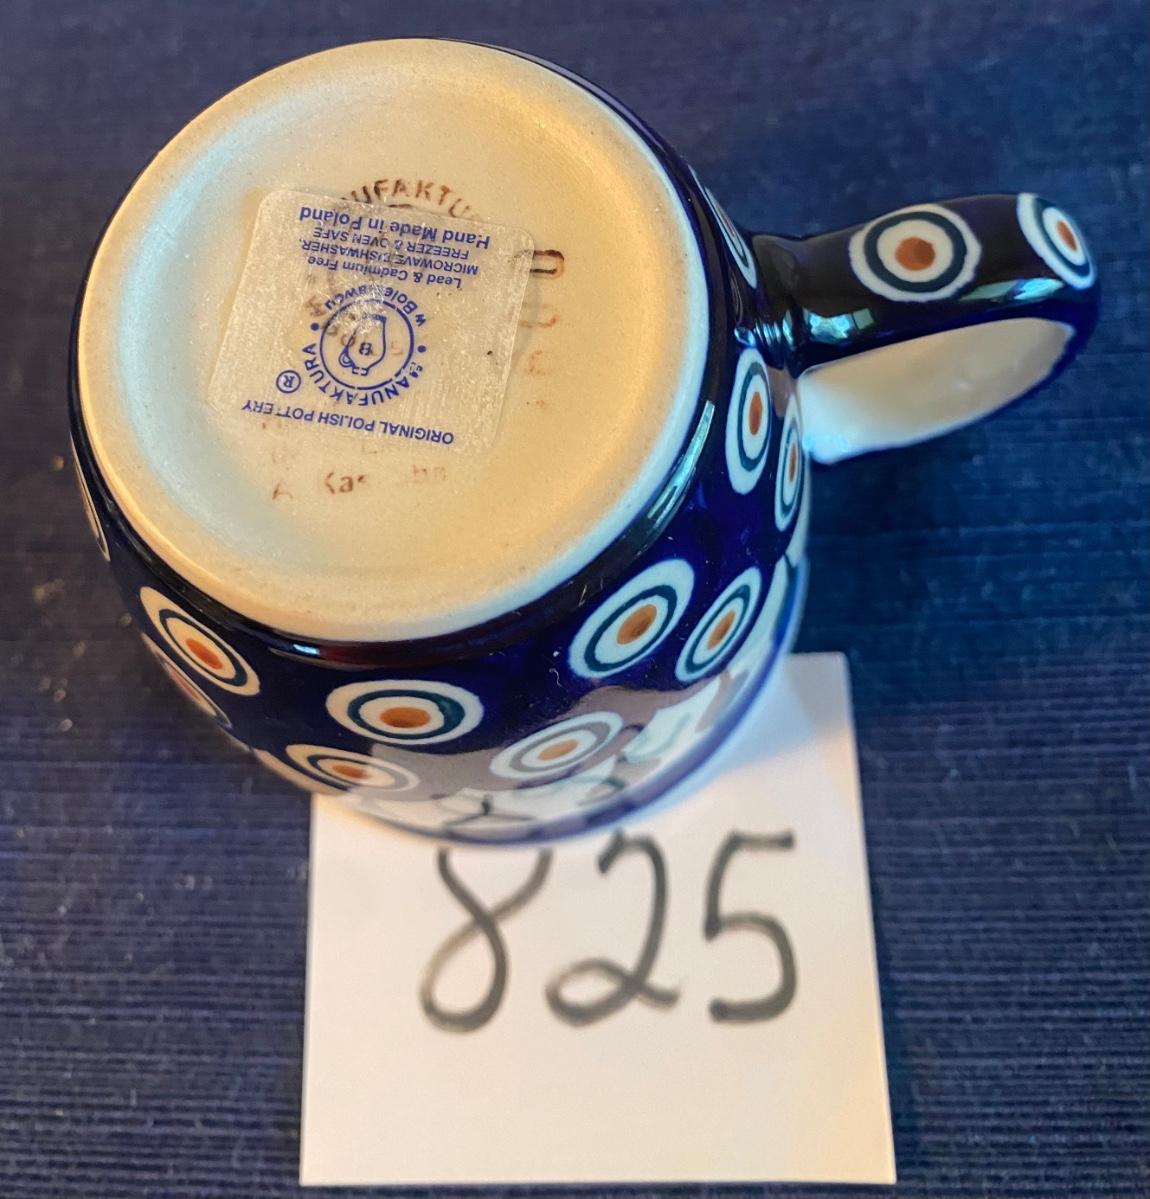 ORIGINAL POLISH POTTERY ®
MANUFAKTURA
w Bolesławcu
Lead & Cadmium Free
MICROWAVE, DISHWASHER,
FREEZER & OVEN SAFE
Hand Made in Poland
825